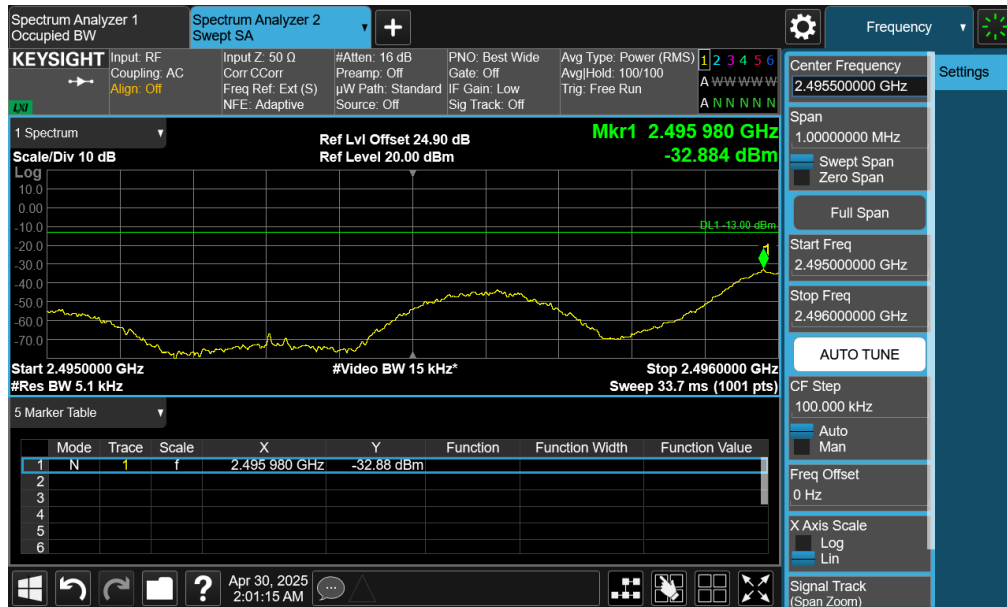 Spectrum Analyzer 1
Occupied BW
Spectrum Analyzer 2
Swept SA
Frequency
KEYSIGHT
LXI
Input: RF
Coupling: AC
Align: Off
Input Z: 50 Ω
Corr CCorr
Freq Ref: Ext (S)
NFE: Adaptive
#Atten: 16 dB
Preamp: Off
µW Path: Standard
Source: Off
PNO: Best Wide
Gate: Off
IF Gain: Low
Sig Track: Off
Avg Type: Power (RMS)
Avg|Hold: 100/100
Trig: Free Run
1 2 3 4 5 6
A W W W W W
A N N N N N
1 Spectrum
Scale/Div 10 dB
Ref Lvl Offset 24.90 dB
Ref Level 20.00 dBm
Mkr1 2.495 980 GHz
-32.884 dBm
Log
10.0
0.00
-10.0
-20.0
-30.0
-40.0
-50.0
-60.0
-70.0
DL1 -13.00 dBm
1
Start 2.4950000 GHz
#Res BW 5.1 kHz
#Video BW 15 kHz*
Stop 2.4960000 GHz
Sweep 33.7 ms (1001 pts)
5 Marker Table
Mode Trace Scale X Y Function Function Width Function Value
1 N 1 f 2.495 980 GHz -32.88 dBm
2
3
4
5
6
Apr 30, 2025
2:01:15 AM
Center Frequency
2.495500000 GHz
Settings
Span
1.00000000 MHz
Swept Span
Zero Span
Full Span
Start Freq
2.495000000 GHz
Stop Freq
2.496000000 GHz
AUTO TUNE
CF Step
100.000 kHz
Auto
Man
Freq Offset
0 Hz
X Axis Scale
Log
Lin
Signal Track
(Span Zoom)